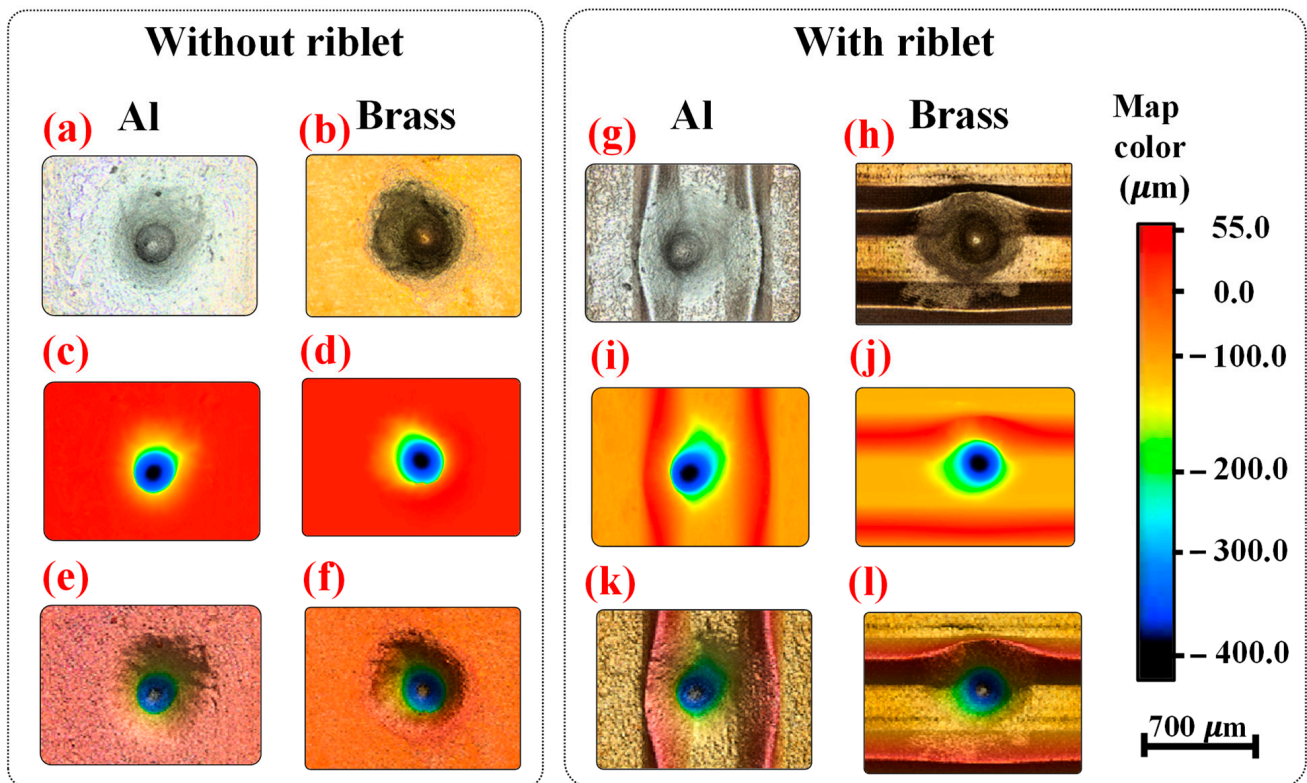 Without riblet
With riblet
Al
Brass
Al
Brass
(a)
(b)
(g)
(h)
(c)
(d)
(i)
(j)
(e)
(f)
(k)
(l)
Map
color
(μm)
55.0
0.0
− 100.0
− 200.0
− 300.0
− 400.0
700 μm